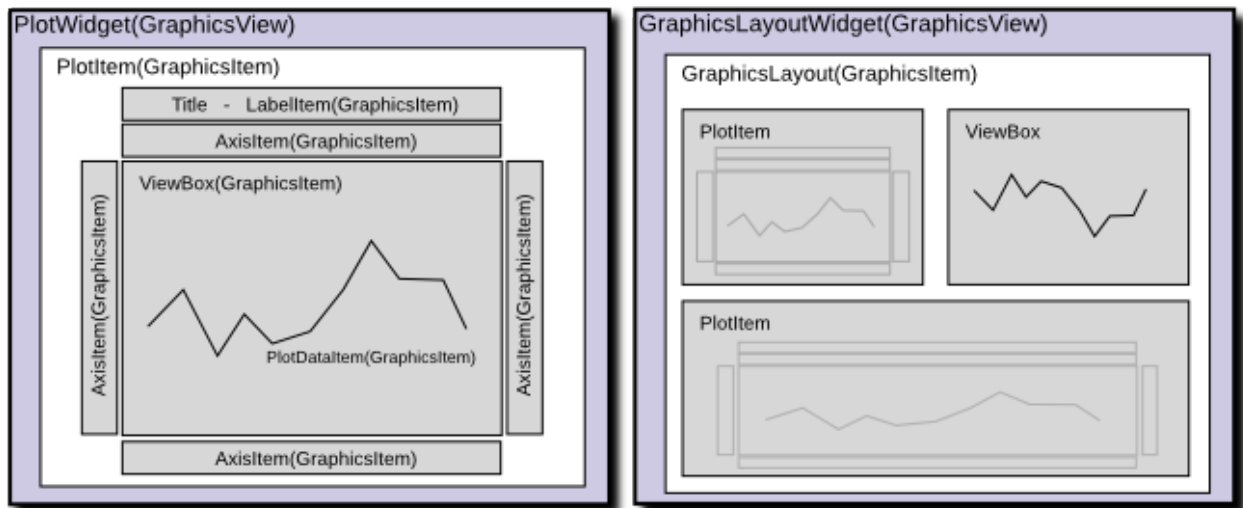 PlotWidget(GraphicsView)
PlotItem(GraphicsItem)
Title - LabelItem(GraphicsItem)
AxisItem(GraphicsItem)
AxisItem(GraphicsItem)
ViewBox(GraphicsItem)
PlotDataItem(GraphicsItem)
AxisItem(GraphicsItem)
AxisItem(GraphicsItem)
GraphicsLayoutWidget(GraphicsView)
GraphicsLayout(GraphicsItem)
PlotItem
ViewBox
PlotItem